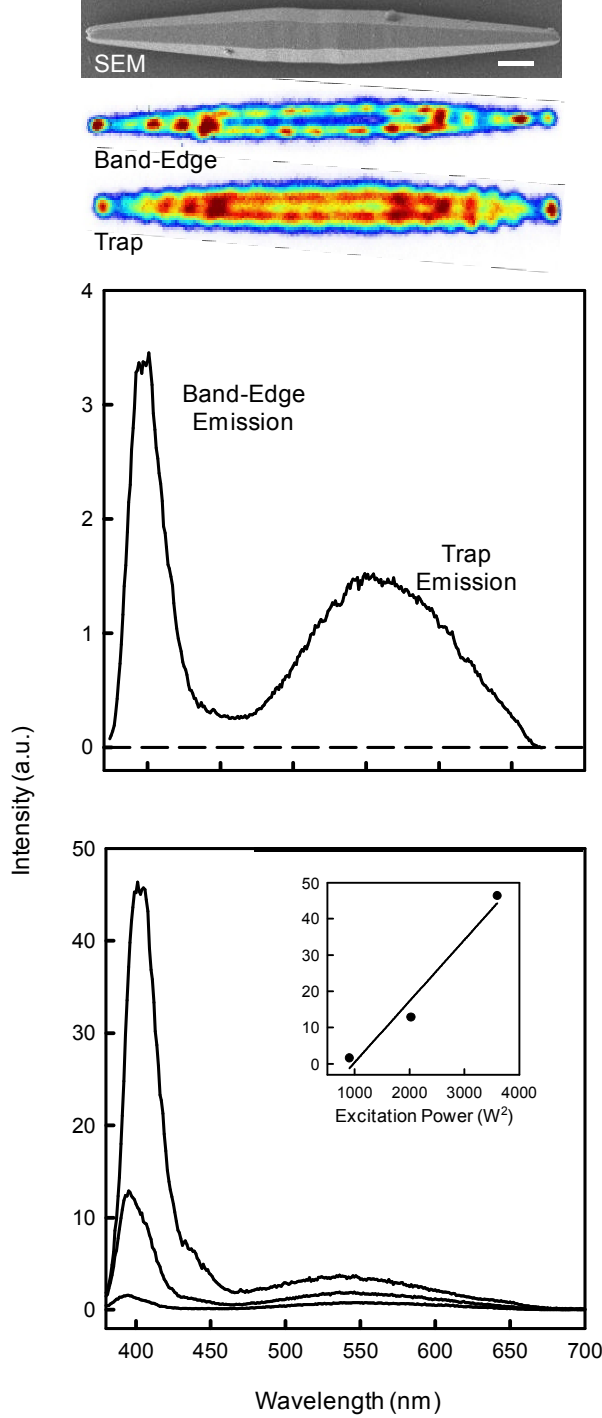 SEM
Band-Edge
Trap
4
3
2
1
0
Band-Edge
Emission
Trap
Emission
Intensity (a.u.)
50
40
30
20
10
0
50
40
30
20
10
0
1000 2000 3000 4000
Excitation Power (W²)
400 450 500 550 600 650 700
Wavelength (nm)